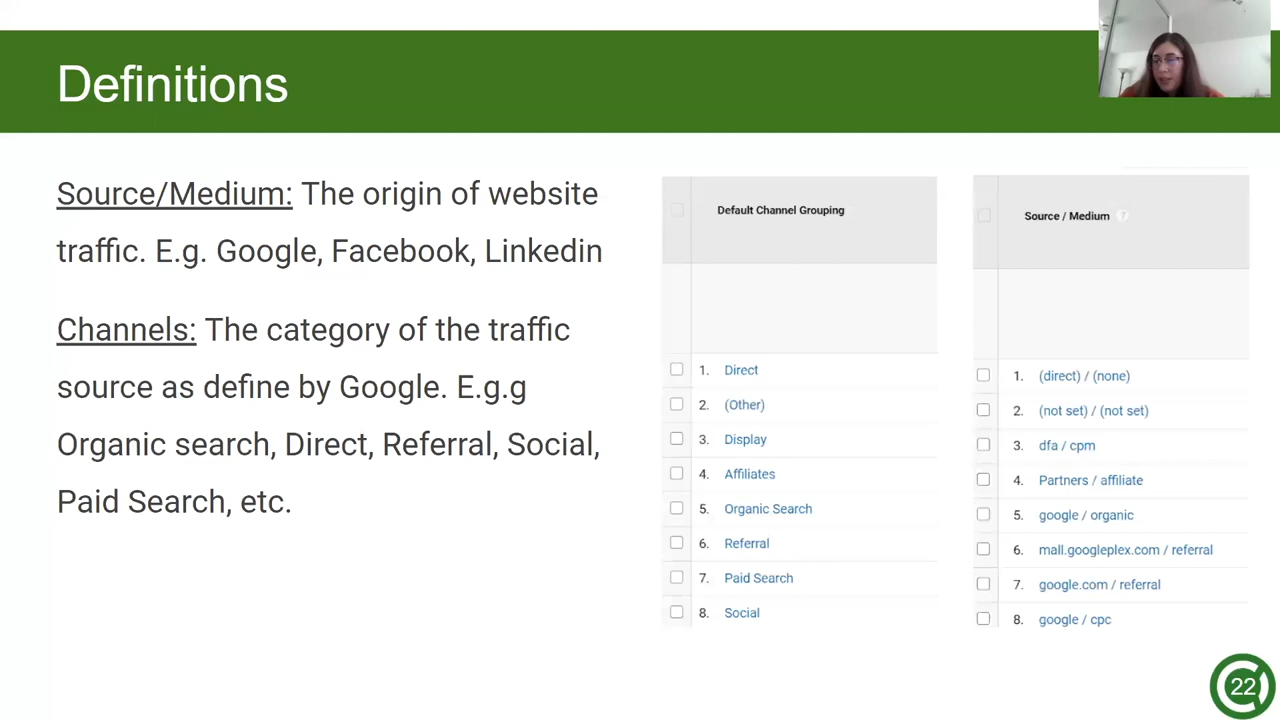 Definitions
Source/Medium: The origin of website
traffic. E.g. Google, Facebook, Linkedin
Channels: The category of the traffic
source as define by Google. E.g.g
Organic search, Direct, Referral, Social,
Paid Search, etc.
Default Channel Grouping
1. Direct
2. (Other)
3. Display
4. Affiliates
5. Organic Search
6. Referral
7. Paid Search
8. Social
Source / Medium ?
1. (direct) / (none)
2. (not set) / (not set)
3. dfa / cpm
4. Partners / affiliate
5. google / organic
6. mall.googleplex.com / referral
7. google.com / referral
8. google / cpc
22